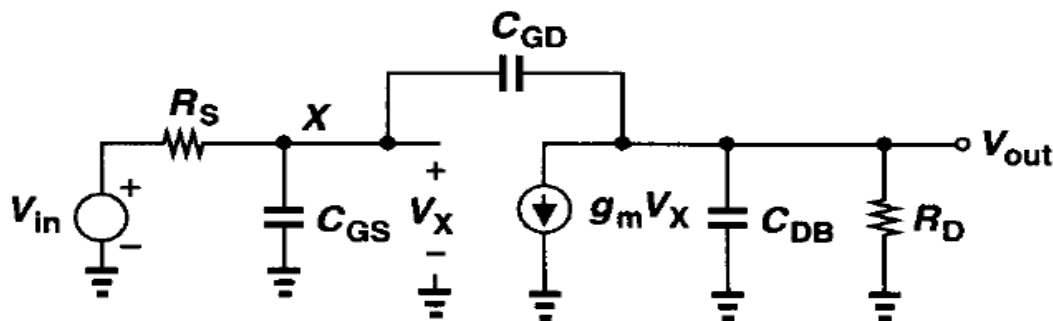 C_GD
R_S
X
V_out
+
V_in
−
C_GS
+
V_X
−
g_mV_X
C_DB
R_D